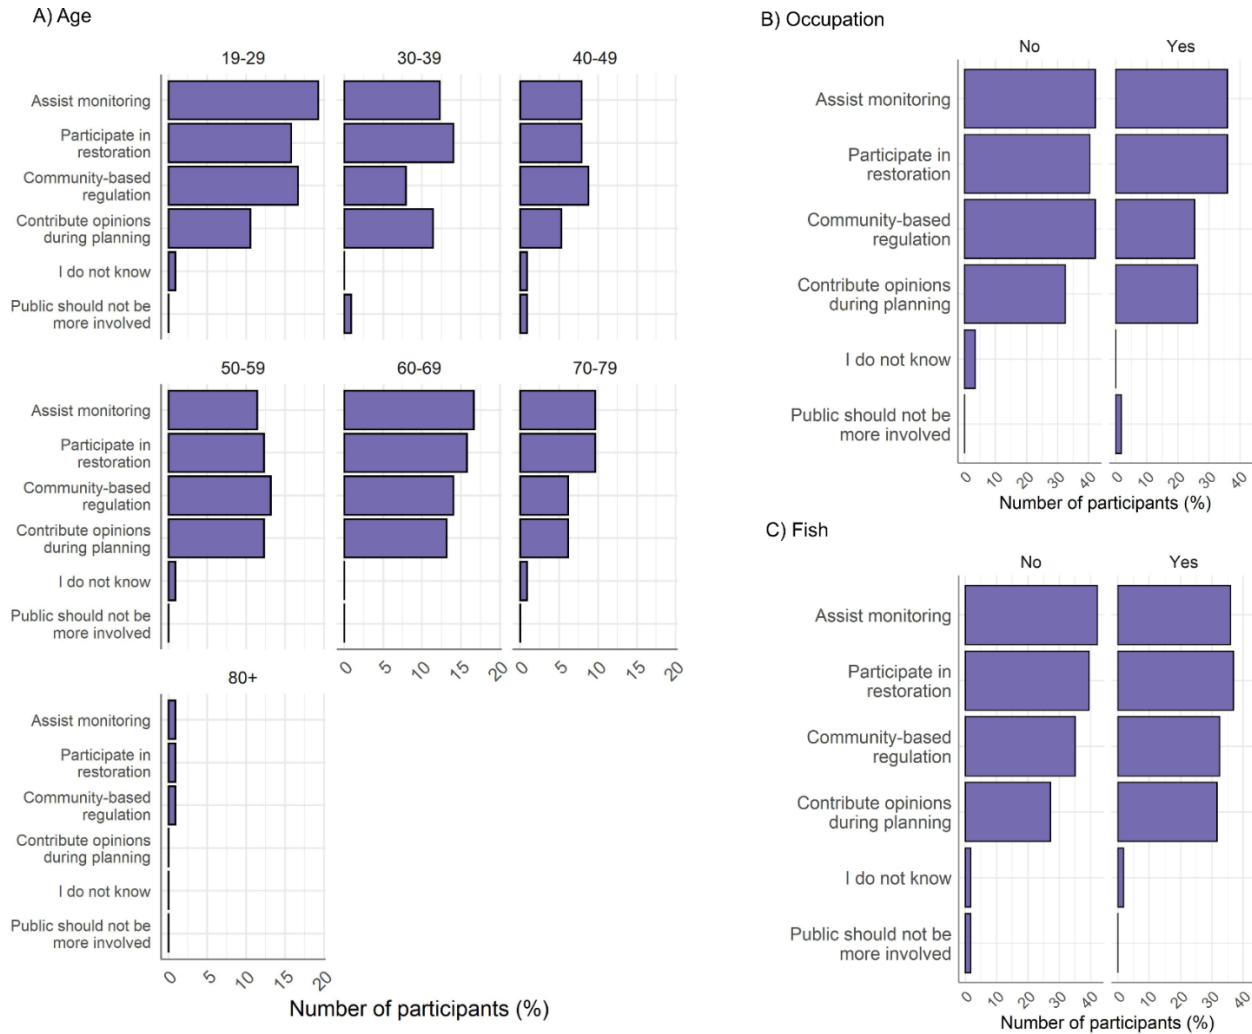 A) Age
19-29
30-39
40-49
Assist monitoring
Participate in
restoration
Community-based
regulation
Contribute opinions
during planning
I do not know
Public should not be
more involved
50-59
60-69
70-79
Assist monitoring
Participate in
restoration
Community-based
regulation
Contribute opinions
during planning
I do not know
Public should not be
more involved
0 5 10 15 20
0 5 10 15 20
80+
Assist monitoring
Participate in
restoration
Community-based
regulation
Contribute opinions
during planning
I do not know
Public should not be
more involved
0 5 10 15 20
Number of participants (%)
B) Occupation
No
Yes
Assist monitoring
Participate in
restoration
Community-based
regulation
Contribute opinions
during planning
I do not know
Public should not be
more involved
0 10 20 30 40
0 10 20 30 40
Number of participants (%)
C) Fish
No
Yes
Assist monitoring
Participate in
restoration
Community-based
regulation
Contribute opinions
during planning
I do not know
Public should not be
more involved
0 10 20 30 40
0 10 20 30 40
Number of participants (%)